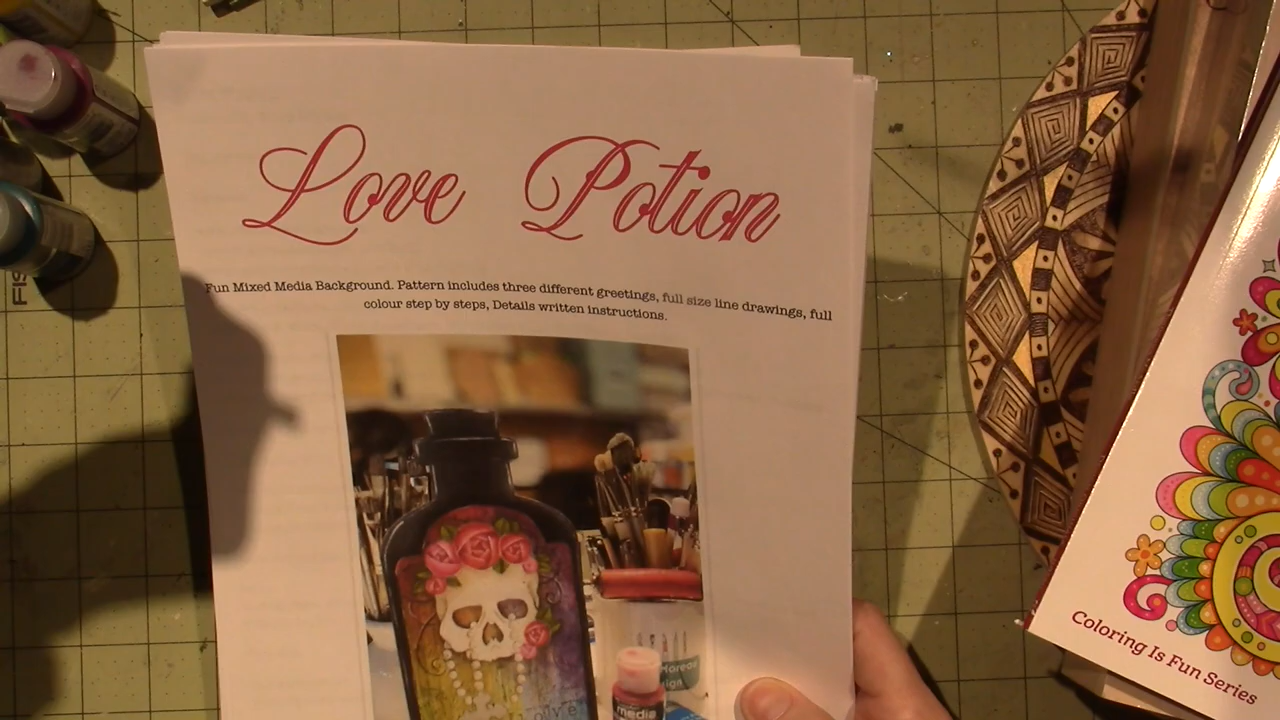 Love Potion
Fun Mixed Media Background. Pattern includes three different greetings, full size line drawings, full
colour step by steps, Details written instructions.
media
Coloring Is Fun Series
FIS